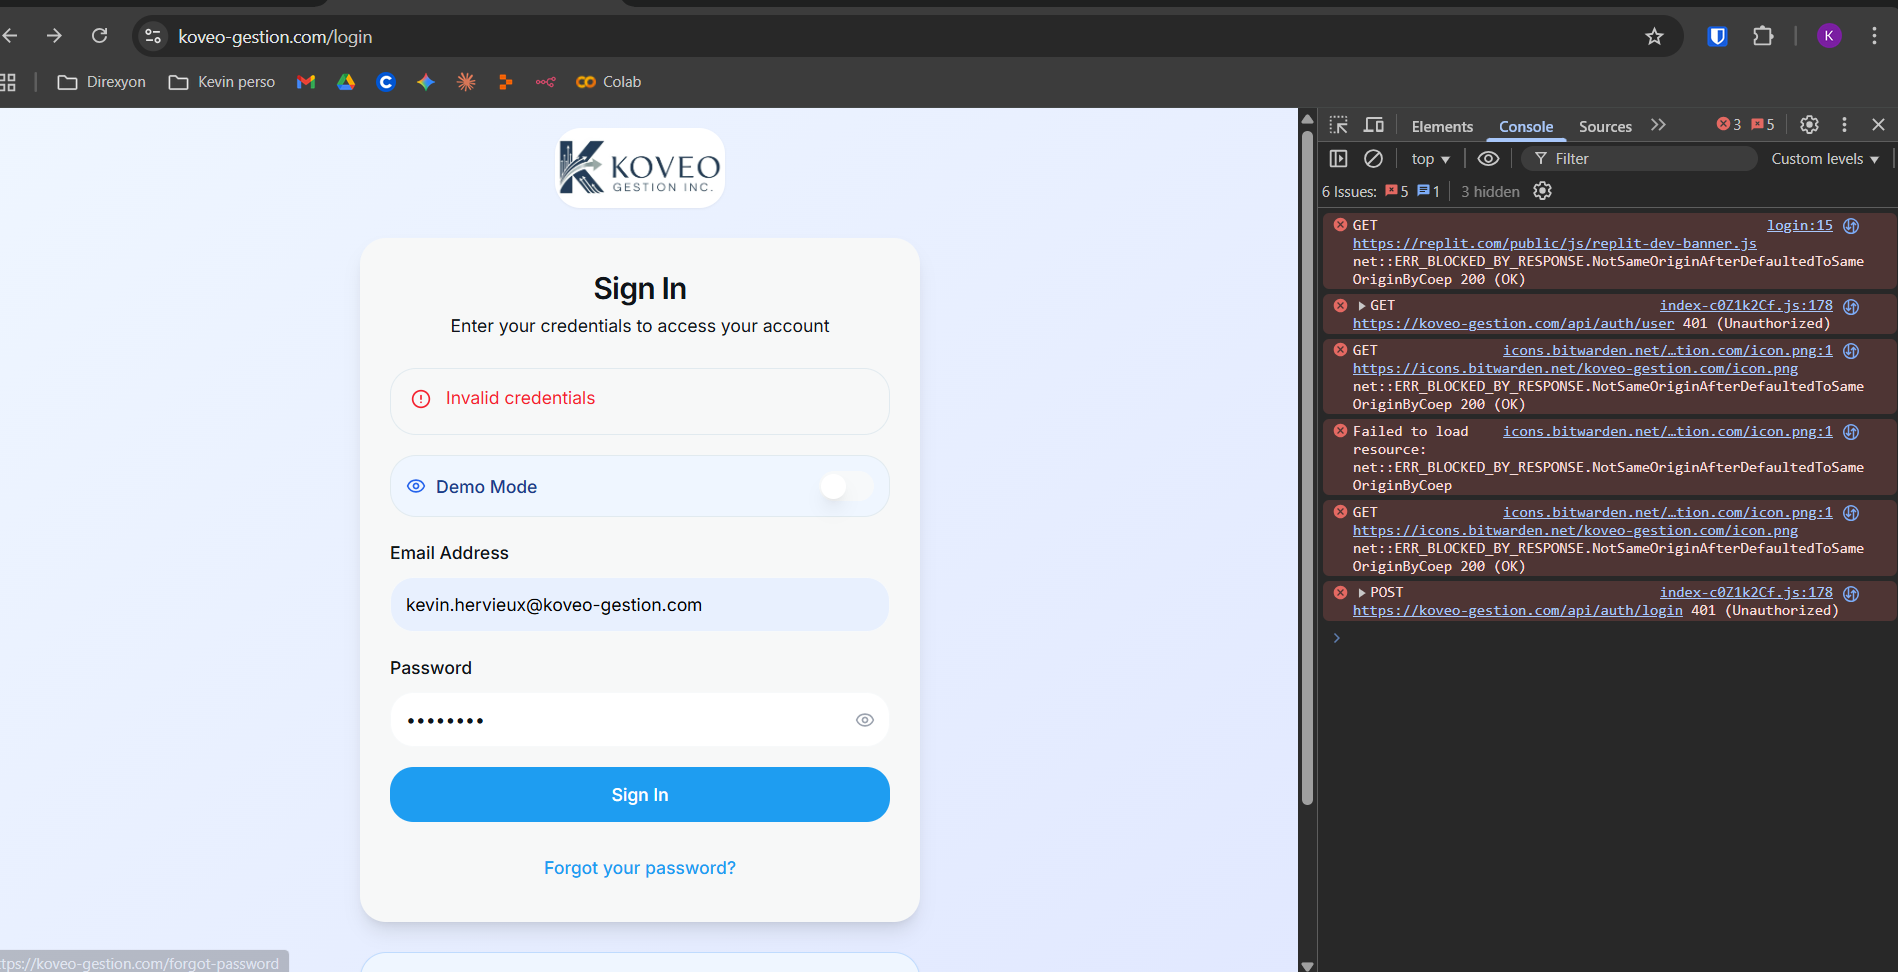 koveo-gestion.com/login
K
Direxyon
Kevin perso
Colab
KOVEO
GESTION INC.
Sign In
Enter your credentials to access your account
Invalid credentials
Demo Mode
Email Address
kevin.hervieux@koveo-gestion.com
Password
••••••••
Sign In
Forgot your password?
tps://koveo-gestion.com/forgot-password
Elements Console Sources 3 5
top Filter Custom levels
6 Issues: 5 1 3 hidden
GET login:15
https://replit.com/public/js/replit-dev-banner.js
net::ERR_BLOCKED_BY_RESPONSE.NotSameOriginAfterDefaultedToSame
OriginByCoep 200 (OK)
GET index-c0Z1k2Cf.js:178
https://koveo-gestion.com/api/auth/user 401 (Unauthorized)
GET icons.bitwarden.net/…tion.com/icon.png:1
https://icons.bitwarden.net/koveo-gestion.com/icon.png
net::ERR_BLOCKED_BY_RESPONSE.NotSameOriginAfterDefaultedToSame
OriginByCoep 200 (OK)
Failed to load icons.bitwarden.net/…tion.com/icon.png:1
resource:
net::ERR_BLOCKED_BY_RESPONSE.NotSameOriginAfterDefaultedToSame
OriginByCoep
GET icons.bitwarden.net/…tion.com/icon.png:1
https://icons.bitwarden.net/koveo-gestion.com/icon.png
net::ERR_BLOCKED_BY_RESPONSE.NotSameOriginAfterDefaultedToSame
OriginByCoep 200 (OK)
POST index-c0Z1k2Cf.js:178
https://koveo-gestion.com/api/auth/login 401 (Unauthorized)